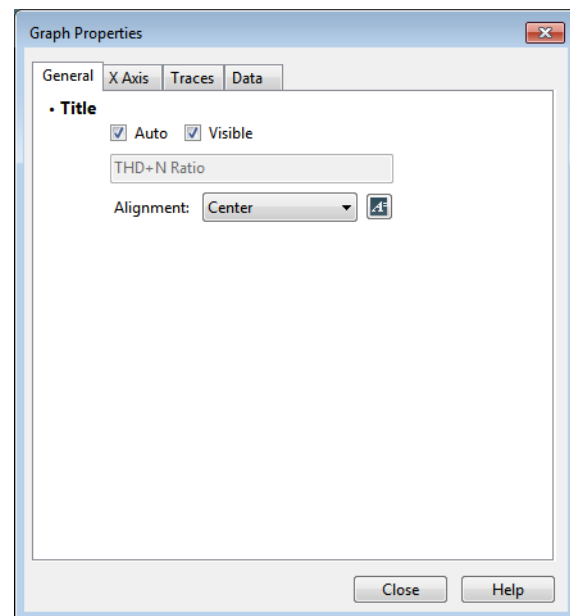 Graph Properties
General X Axis Traces Data
• Title
Auto Visible
THD+N Ratio
Alignment: Center A
Close Help